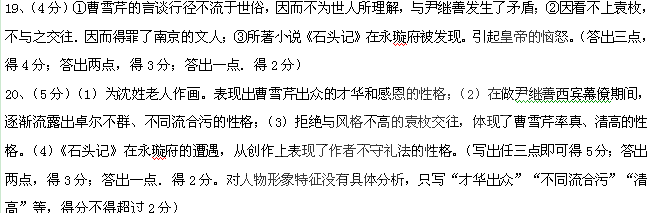 19、（4分）①曹雪芹的言谈行径不流于世俗，因而不为世人所理解，与尹继善发生了矛盾；②因看不上袁枚，
不与之交往．因而得罪了南京的文人；③所著小说《石头记》在永璇府被发现．引起皇帝的恼怒。（答出三点，
得4分；答出两点，得3分；答出一点．得2分）
20、（5分）（1）为沈姓老人作画。表现出曹雪芹出众的才华和感恩的性格；（2）在做尹继善西宾幕僚期间，
逐渐流露出卓尔不群、不同流合污的性格；（3）拒绝与风格不高的袁枚交往，体现了曹雪芹率真、清高的性
格。（4）《石头记》在永璇府的遭遇，从创作上表现了作者不守礼法的性格。（写出任三点即可得5分；答出
两点，得3分；答出一点．得2分。对人物形象特征没有具体分析，只写“才华出众”“不同流合污”“清
高”等，得分不得超过2分）